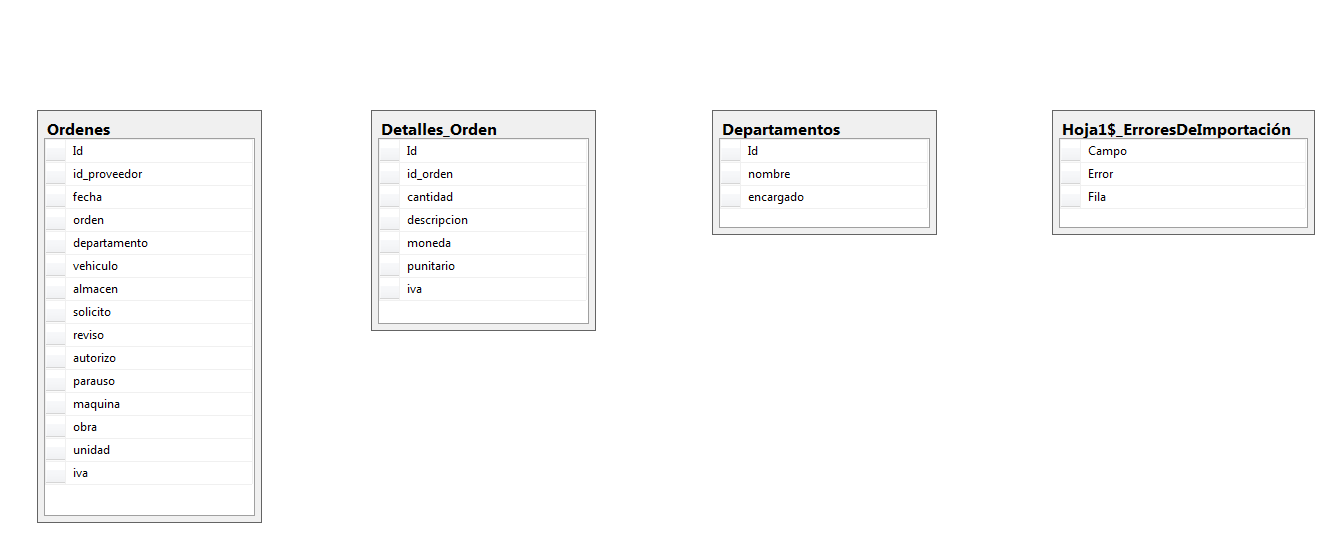 Ordenes
Id
id_proveedor
fecha
orden
departamento
vehiculo
almacen
solicito
reviso
autorizo
parauso
maquina
obra
unidad
iva
Detalles_Orden
Id
id_orden
cantidad
descripcion
moneda
punitario
iva
Departamentos
Id
nombre
encargado
Hoja1$_ErroresDeImportación
Campo
Error
Fila